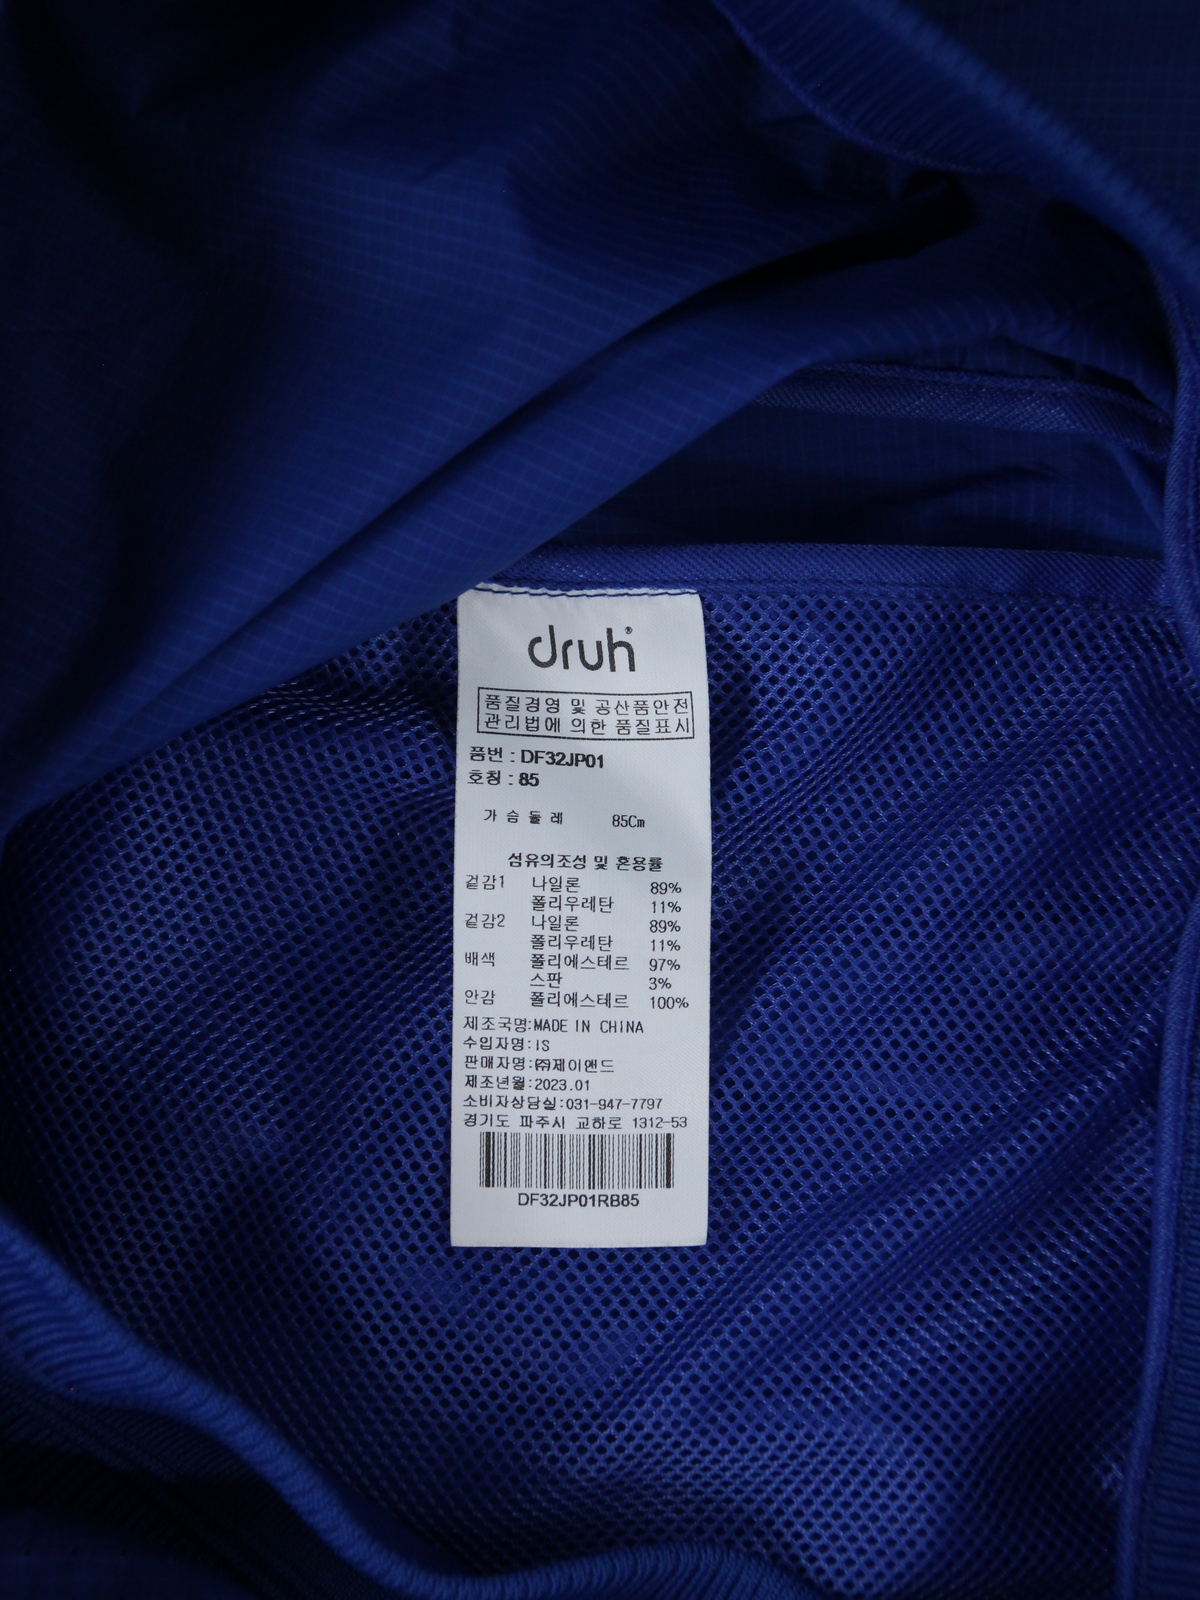 druh®
품질경영 및 공산품안전
관리법에 의한 품질표시
품번 : DF32JP01
호칭 : 85
가슴둘레 85Cm
섬유의조성 및 혼용률
겉감1 나일론 89%
폴리우레탄 11%
겉감2 나일론 89%
폴리우레탄 11%
배색 폴리에스테르 97%
스판 3%
안감 폴리에스테르 100%
제조국명:MADE IN CHINA
수입자명:IS
판매자명:㈜제이앤드
제조년월:2023.01
소비자상담실:031-947-7797
경기도 파주시 교하로 1312-53
DF32JP01RB85